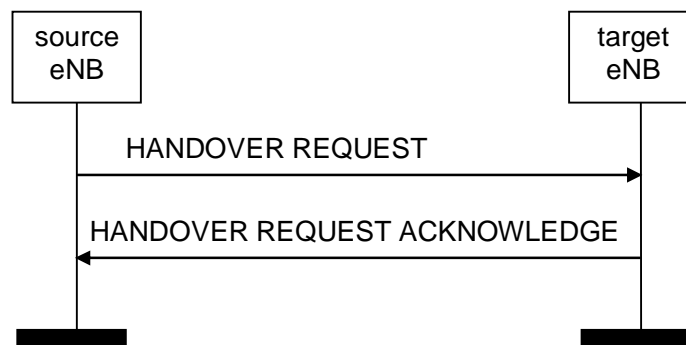 source
eNB
target
eNB
HANDOVER REQUEST
HANDOVER REQUEST ACKNOWLEDGE